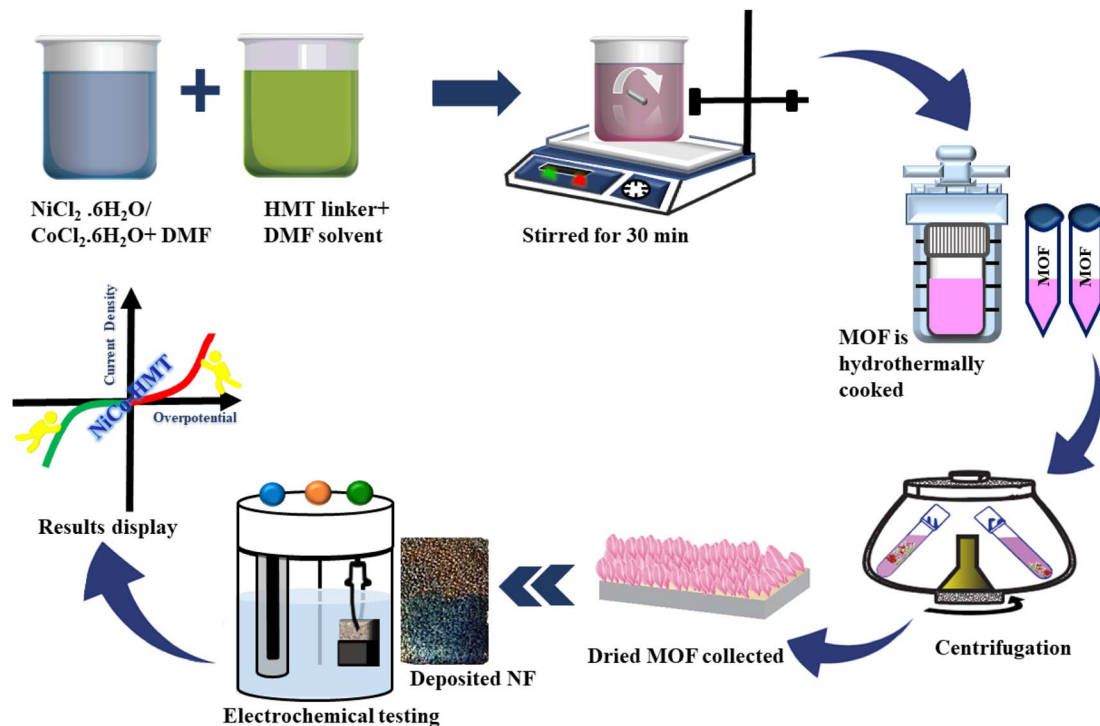 NiCl₂ .6H₂O/
CoCl₂.6H₂O+ DMF
HMT linker+
DMF solvent
Stirred for 30 min
MOF
MOF
MOF is
hydrothermally
cooked
Centrifugation
Dried MOF collected
Deposited NF
Electrochemical testing
Current Density
NiCo-HMT
Overpotential
Results display